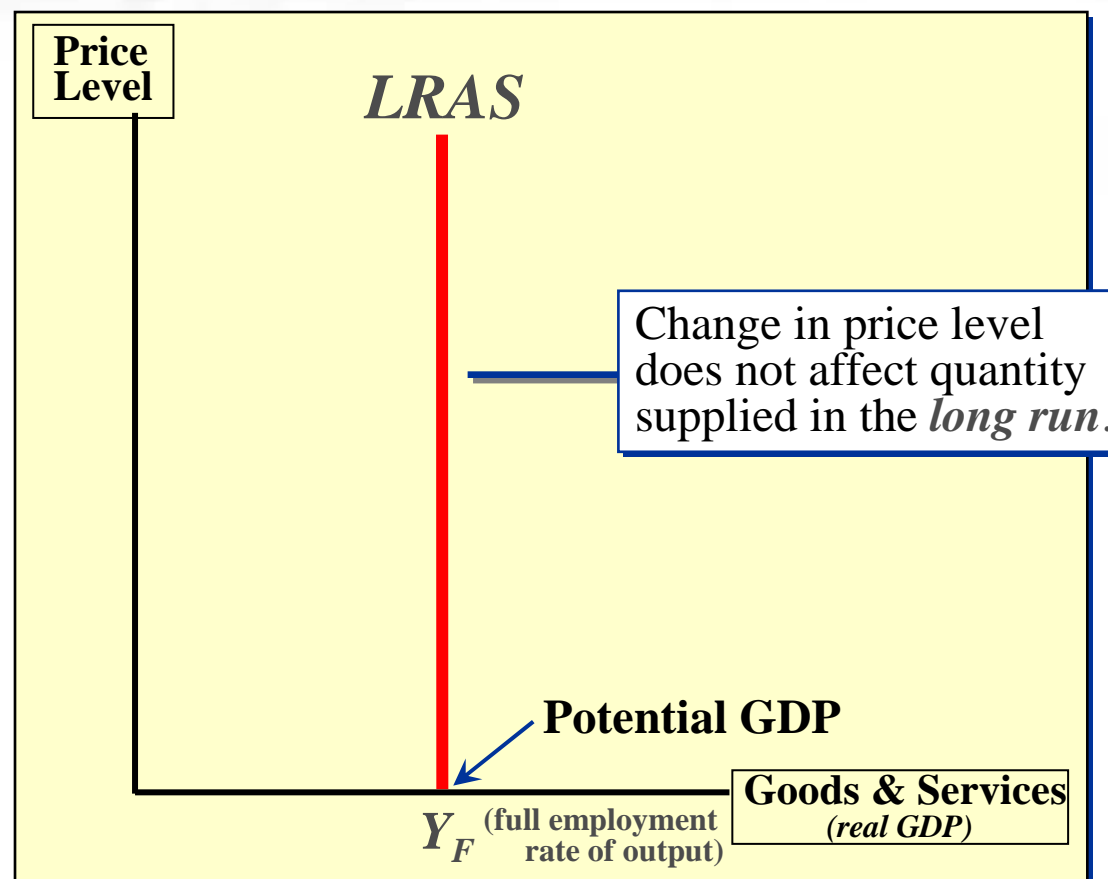 Price
Level
LRAS
Change in price level
does not affect quantity
supplied in the long run.
Potential GDP
Goods & Services
(real GDP)
YF (full employment
rate of output)